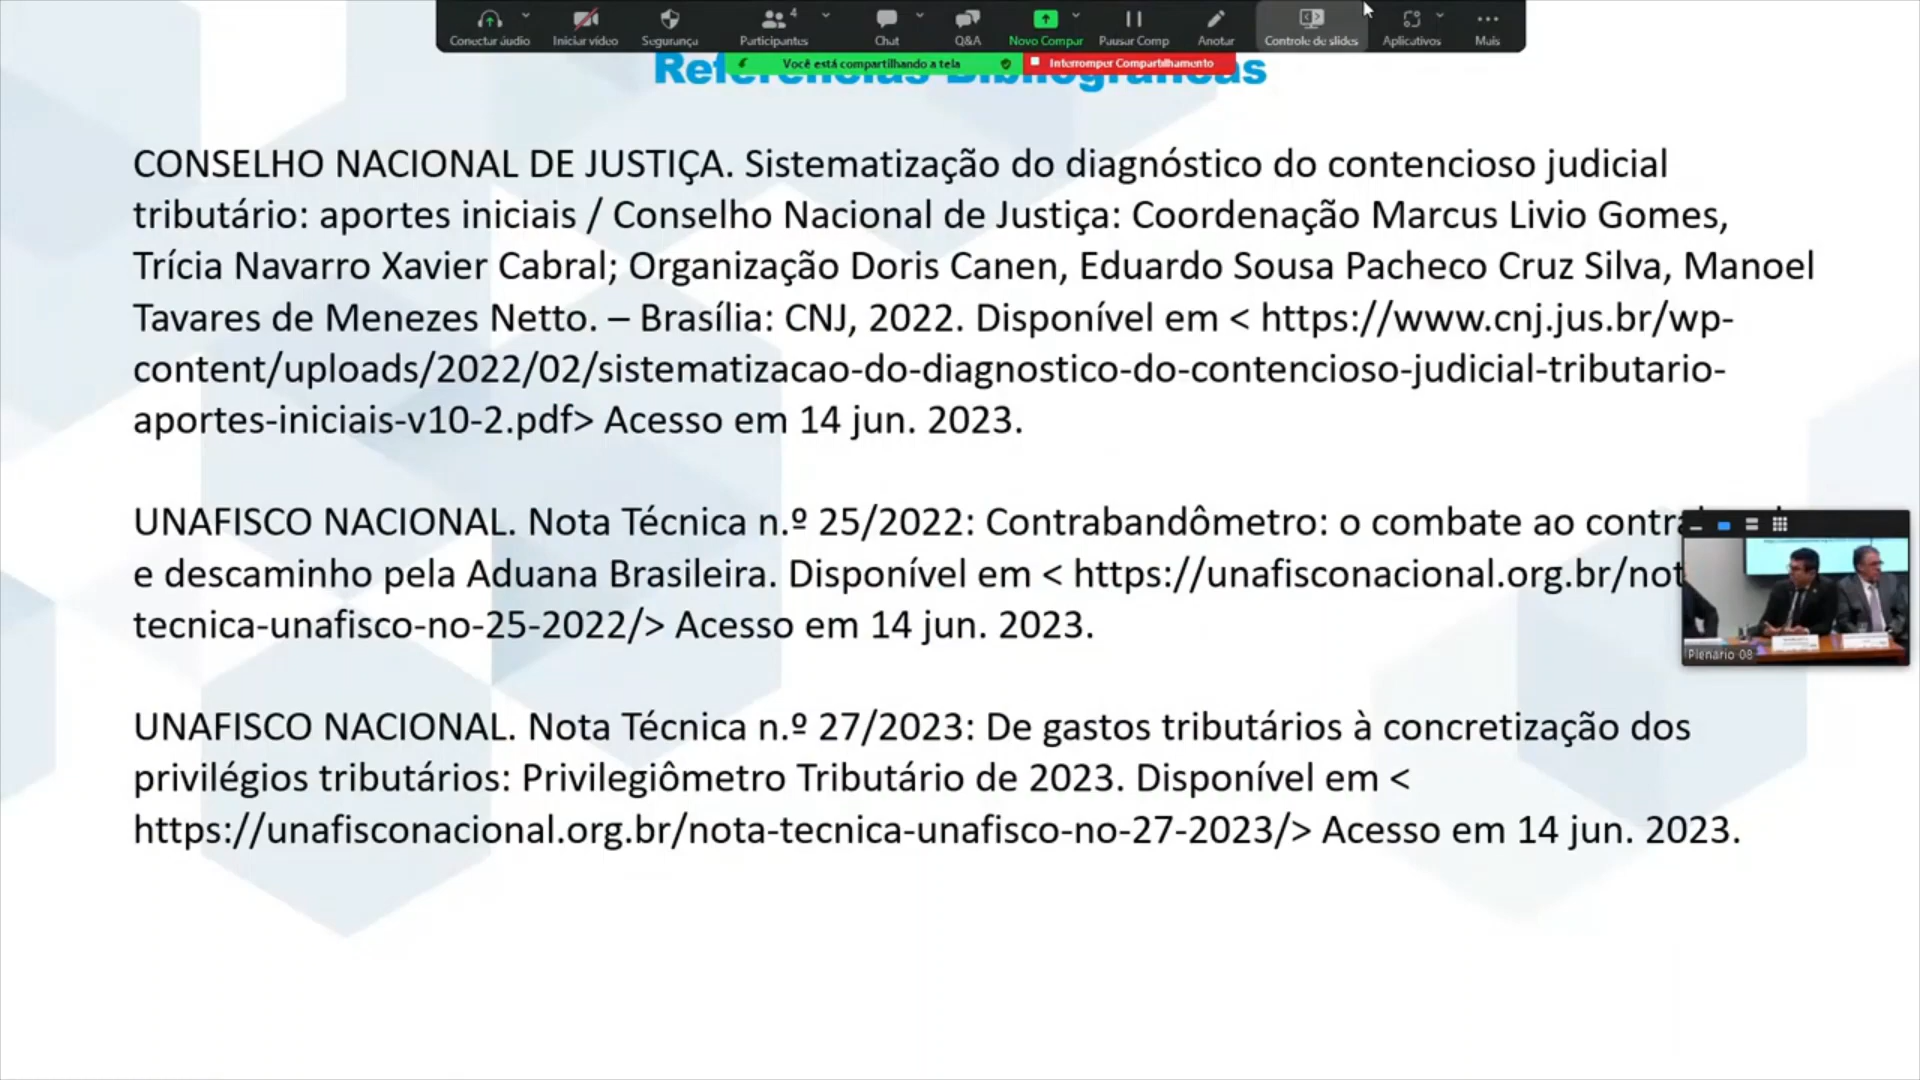 Conectar áudio
Iniciar vídeo
Segurança
Participantes
4
Chat
Q&A
Novo Compar
Pausar Comp
Anotar
Controle de slides
Aplicativos
Mais
Você está compartilhando a tela
Interromper Compartilhamento
Referências Bibliográficas
CONSELHO NACIONAL DE JUSTIÇA. Sistematização do diagnóstico do contencioso judicial
tributário: aportes iniciais / Conselho Nacional de Justiça: Coordenação Marcus Livio Gomes,
Trícia Navarro Xavier Cabral; Organização Doris Canen, Eduardo Sousa Pacheco Cruz Silva, Manoel
Tavares de Menezes Netto. – Brasília: CNJ, 2022. Disponível em < https://www.cnj.jus.br/wp-
content/uploads/2022/02/sistematizacao-do-diagnostico-do-contencioso-judicial-tributario-
aportes-iniciais-v10-2.pdf> Acesso em 14 jun. 2023.
UNAFISCO NACIONAL. Nota Técnica n.º 25/2022: Contrabandômetro: o combate ao
e descaminho pela Aduana Brasileira. Disponível em < https://unafisconacional.org.br/not
tecnica-unafisco-no-25-2022/> Acesso em 14 jun. 2023.
Plenario 08
UNAFISCO NACIONAL. Nota Técnica n.º 27/2023: De gastos tributários à concretização dos
privilégios tributários: Privilegiômetro Tributário de 2023. Disponível em <
https://unafisconacional.org.br/nota-tecnica-unafisco-no-27-2023/> Acesso em 14 jun. 2023.